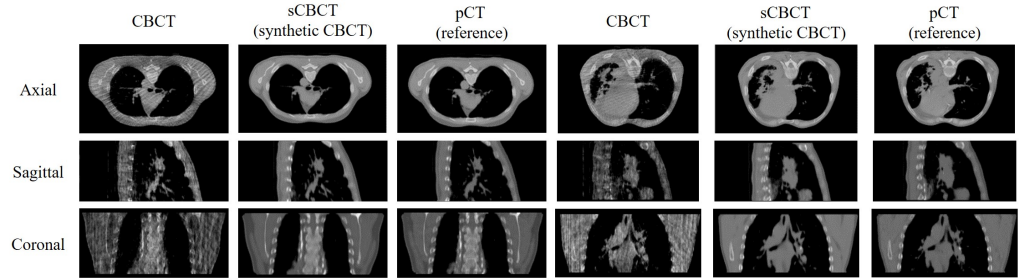 CBCT
sCBCT
(synthetic CBCT)
pCT
(reference)
CBCT
sCBCT
(synthetic CBCT)
pCT
(reference)
Axial
Sagittal
Coronal